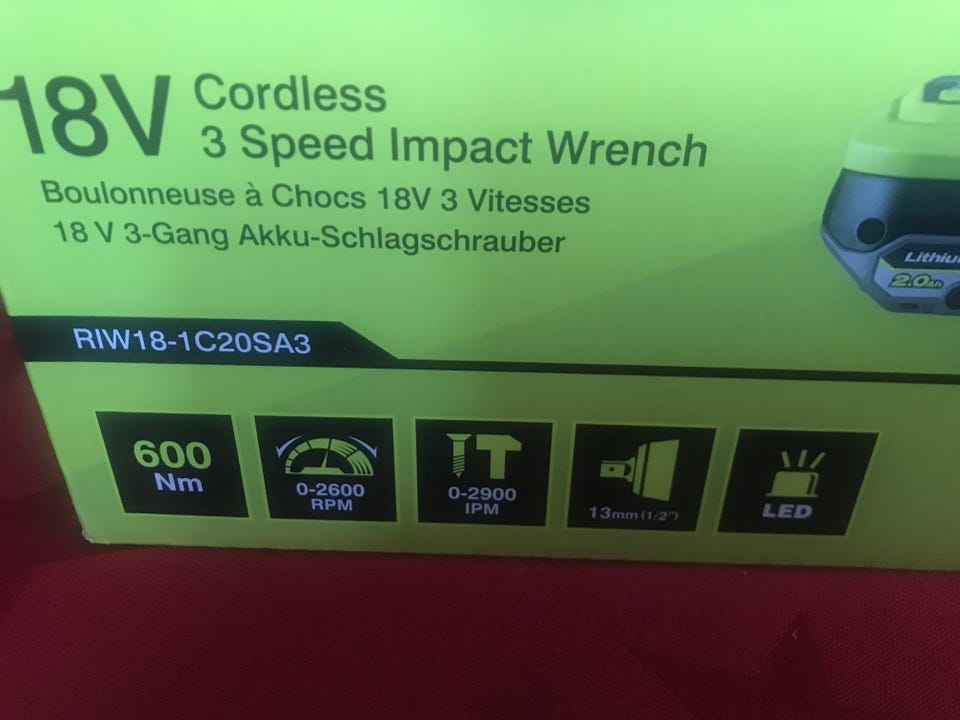 18V Cordless
3 Speed Impact Wrench
Boulonneuse à Chocs 18V 3 Vitesses
18 V 3-Gang Akku-Schlagschrauber
Lithiu
2.0Ah
RIW18-1C20SA3
600
Nm
0-2600
RPM
0-2900
IPM
13mm (1/2")
LED